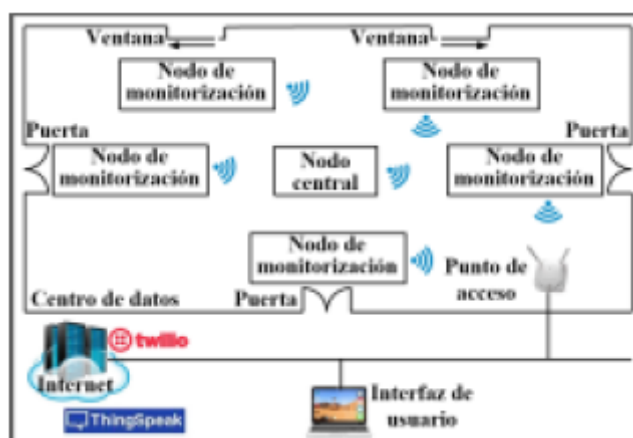 Ventana
Ventana
Nodo de
monitorización
Nodo de
monitorización
Puerta
Puerta
Nodo de
monitorización
Nodo
central
Nodo de
monitorización
Nodo de
monitorización
Punto de
acceso
Centro de datos
Puerta
twilio
Internet
Interfaz de
usuario
ThingSpeak